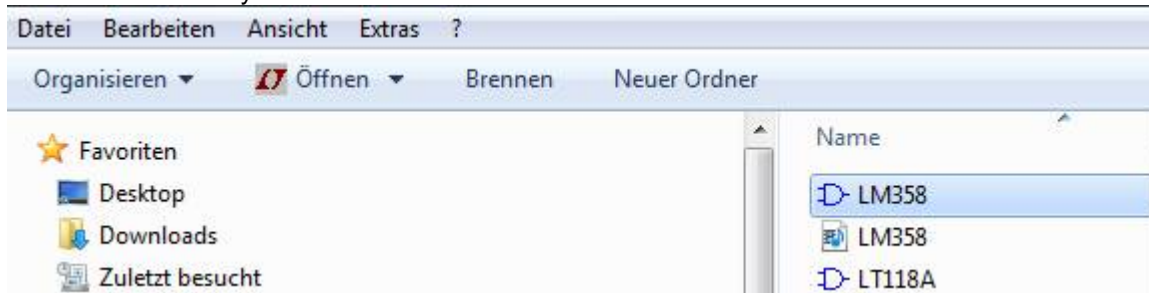 Datei Bearbeiten Ansicht Extras ?
Organisieren Öffnen Brennen Neuer Ordner
Favoriten
Desktop
Downloads
Zuletzt besucht
Name
LM358
LM358
LT118A